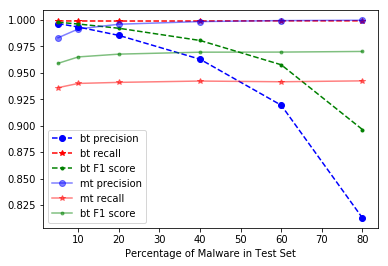 1.000
0.975
0.950
0.925
0.900
0.875
0.850
0.825
bt precision
bt recall
bt F1 score
mt precision
mt recall
bt F1 score
10 20 30 40 50 60 70 80
Percentage of Malware in Test Set